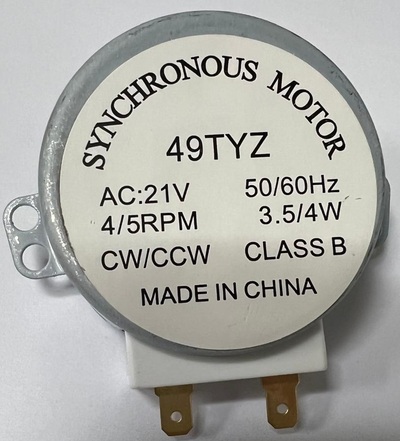 SYNCHRONOUS MOTOR
49TYZ
AC:21V 50/60Hz
4/5RPM 3.5/4W
CW/CCW CLASS B
MADE IN CHINA